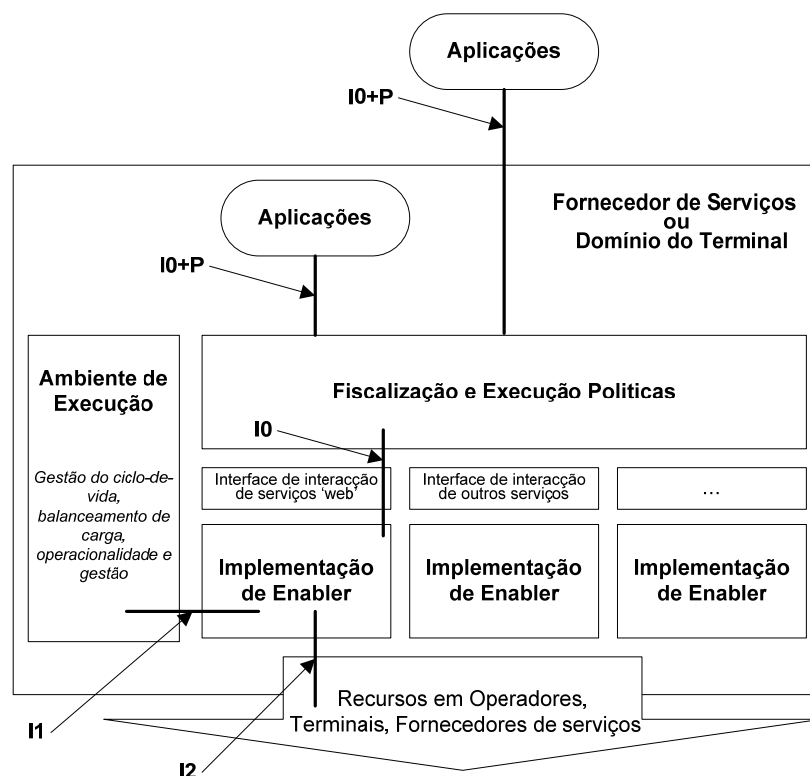 Aplicações
I0+P
Fornecedor de Serviços
ou
Domínio do Terminal
Aplicações
I0+P
Ambiente de
Execução
Gestão do ciclo-de-
vida,
balanceamento de
carga,
operacionalidade e
gestão
Fiscalização e Execução Politicas
I0
Interface de interacção
de serviços 'web'
Interface de interacção
de outros serviços
...
Implementação
de Enabler
Implementação
de Enabler
Implementação
de Enabler
Recursos em Operadores,
Terminais, Fornecedores de serviços
I1
I2